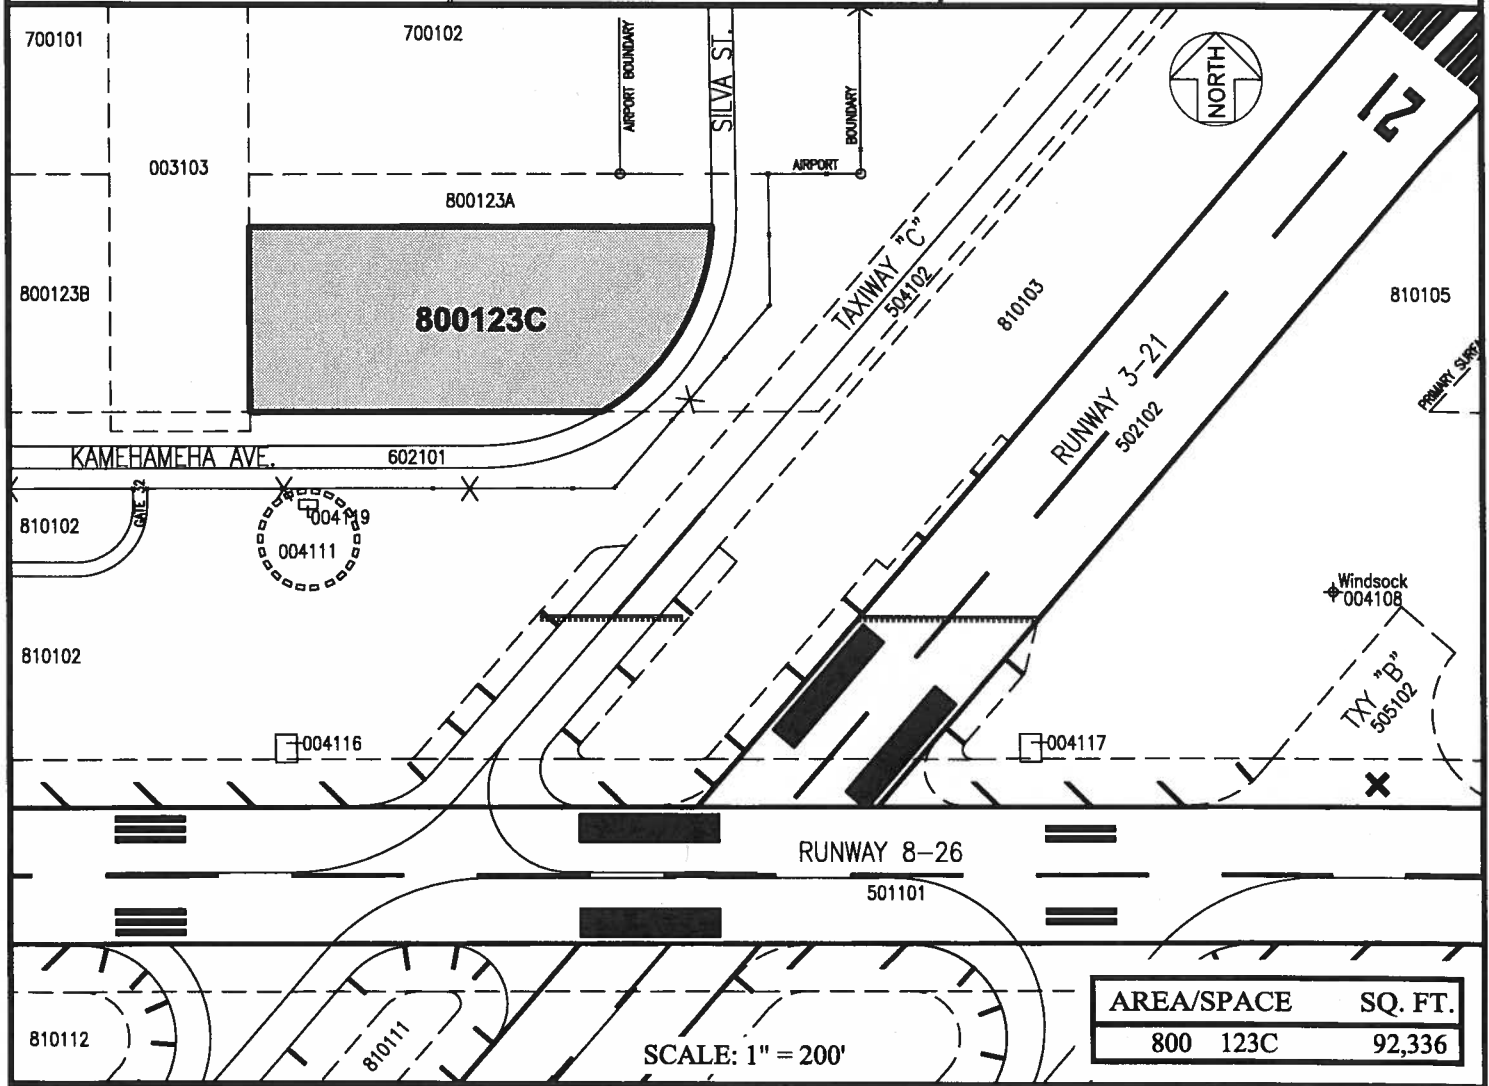 700101
700102
AIRPORT BOUNDARY
SILVA ST.
BOUNDARY
NORTH
21
003103
AIRPORT
800123A
800123B
800123C
TAXIWAY "C"
504102
810103
810105
RUNWAY 3-21
502102
PRIMARY
KAMEHAMEHA AVE.
602101
GATE 32
810102
004119
004111
Windsock
004108
810102
TXY "B"
505102
004116
004117
RUNWAY 8-26
501101
810112
810111
SCALE: 1" = 200'
AREA/SPACE SQ. FT.
800 123C 92,336